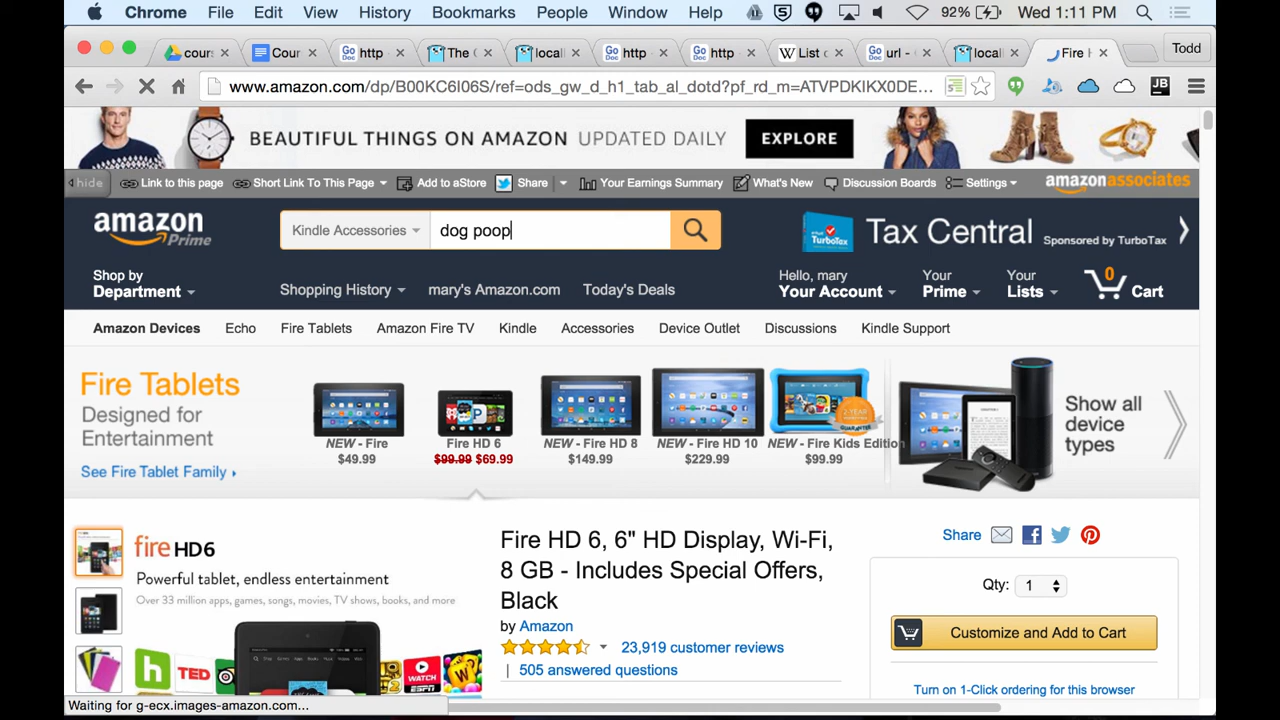 Chrome File Edit View History Bookmarks People Window Help 92% Wed 1:11 PM
cour Cour http The locall http http List url - locall Fire H Todd
www.amazon.com/dp/B00KC6I06S/ref=ods_gw_d_h1_tab_al_dotd?pf_rd_m=ATVPDKIKX0DE...
BEAUTIFUL THINGS ON AMAZON UPDATED DAILY EXPLORE
hide Link to this page Short Link To This Page Add to aStore Share Your Earnings Summary What's New Discussion Boards Settings amazonassociates
amazon Prime
Kindle Accessories dog poop
TurboTax Tax Central Sponsored by TurboTax
Shop by Department
Shopping History mary's Amazon.com Today's Deals
Hello, mary Your Account
Your Prime
Your Lists
0 Cart
Amazon Devices Echo Fire Tablets Amazon Fire TV Kindle Accessories Device Outlet Discussions Kindle Support
Fire Tablets
Designed for
Entertainment
See Fire Tablet Family
NEW - Fire
$49.99
Fire HD 6
$99.99 $69.99
NEW - Fire HD 8
$149.99
NEW - Fire HD 10
$229.99
NEW - Fire Kids Edition
$99.99
2-YEAR
GUARANTEE
Show all
device
types
fire HD6
Powerful tablet, endless entertainment
Over 33 million apps, games, songs, movies, TV shows, books, and more
TED
WATCH
ESPN
Fire HD 6, 6" HD Display, Wi-Fi,
8 GB - Includes Special Offers,
Black
by Amazon
23,919 customer reviews
| 505 answered questions
Share
Qty: 1
Customize and Add to Cart
Turn on 1-Click ordering for this browser
Waiting for g-ecx.images-amazon.com...